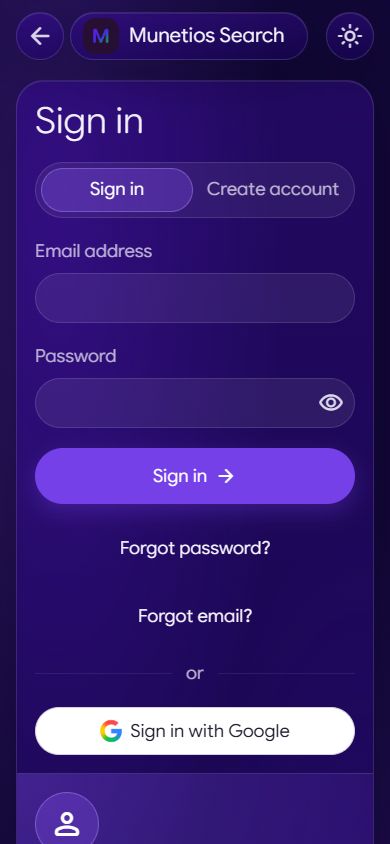 M Munetios Search
Sign in
Sign in Create account
Email address
Password
Sign in →
Forgot password?
Forgot email?
or
G Sign in with Google